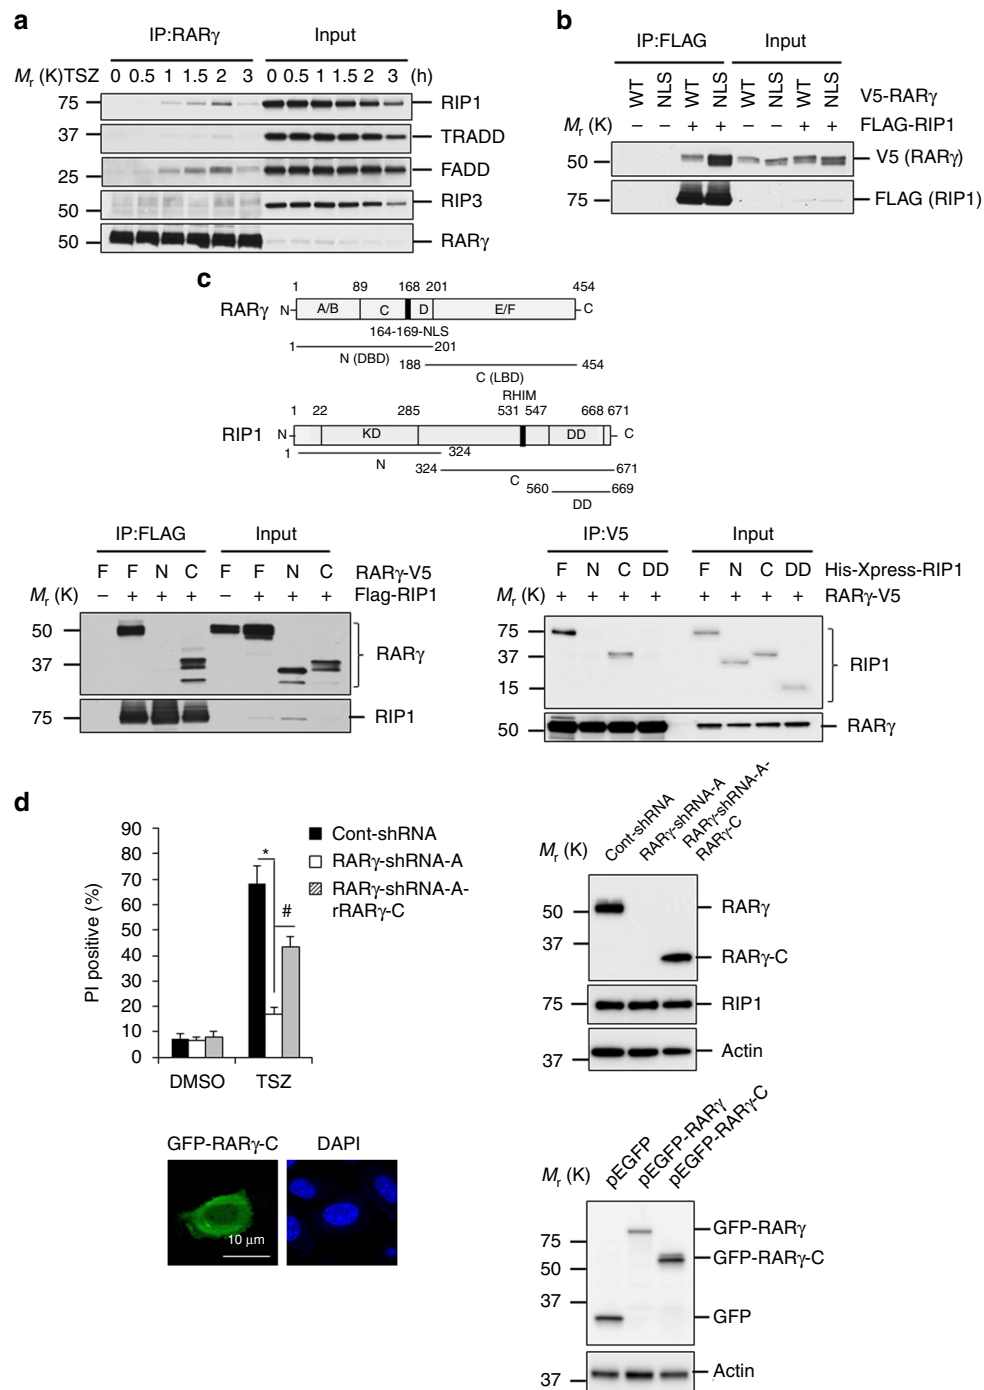 a
IP:RARγ Input
Mr (K) TSZ 0 0.5 1 1.5 2 3 0 0.5 1 1.5 2 3 (h)
75 RIP1
37 TRADD
25 FADD
50 RIP3
50 RARγ
b
IP:FLAG Input
WT NLS WT NLS WT NLS WT NLS V5-RARγ
Mr (K) – – + + – – + + FLAG-RIP1
50 V5 (RARγ)
75 FLAG (RIP1)
c
1 89 168 201 454
RARγ N A/B C D E/F C
164-169-NLS
1 201
N (DBD)
188 454
C (LBD)
RHIM
1 22 285 531 547 668 671
RIP1 N KD DD C
1 324
N
324 671
C
560 669
DD
IP:FLAG Input
F F N C F F N C RARγ-V5
Mr (K) – + + + – + + + Flag-RIP1
50
37
RARγ
75 RIP1
IP:V5 Input
F N C DD F N C DD His-Xpress-RIP1
Mr (K) + + + + + + + + RARγ-V5
75
37
15
RIP1
50 RARγ
d
PI positive (%)
90
80
70
60
50
40
30
20
10
0
* #
DMSO TSZ
Cont-shRNA
RARγ-shRNA-A
RARγ-shRNA-A-
rRARγ-C
Mr (K)
Cont-shRNA
RARγ-shRNA-A
RARγ-shRNA-A-
RARγ-C
50 RARγ
37
RARγ-C
75 RIP1
37 Actin
GFP-RARγ-C DAPI
10 μm
Mr (K)
pEGFP
pEGFP-RARγ
pEGFP-RARγ-C
GFP-RARγ
75
GFP-RARγ-C
50
37
GFP
37 Actin